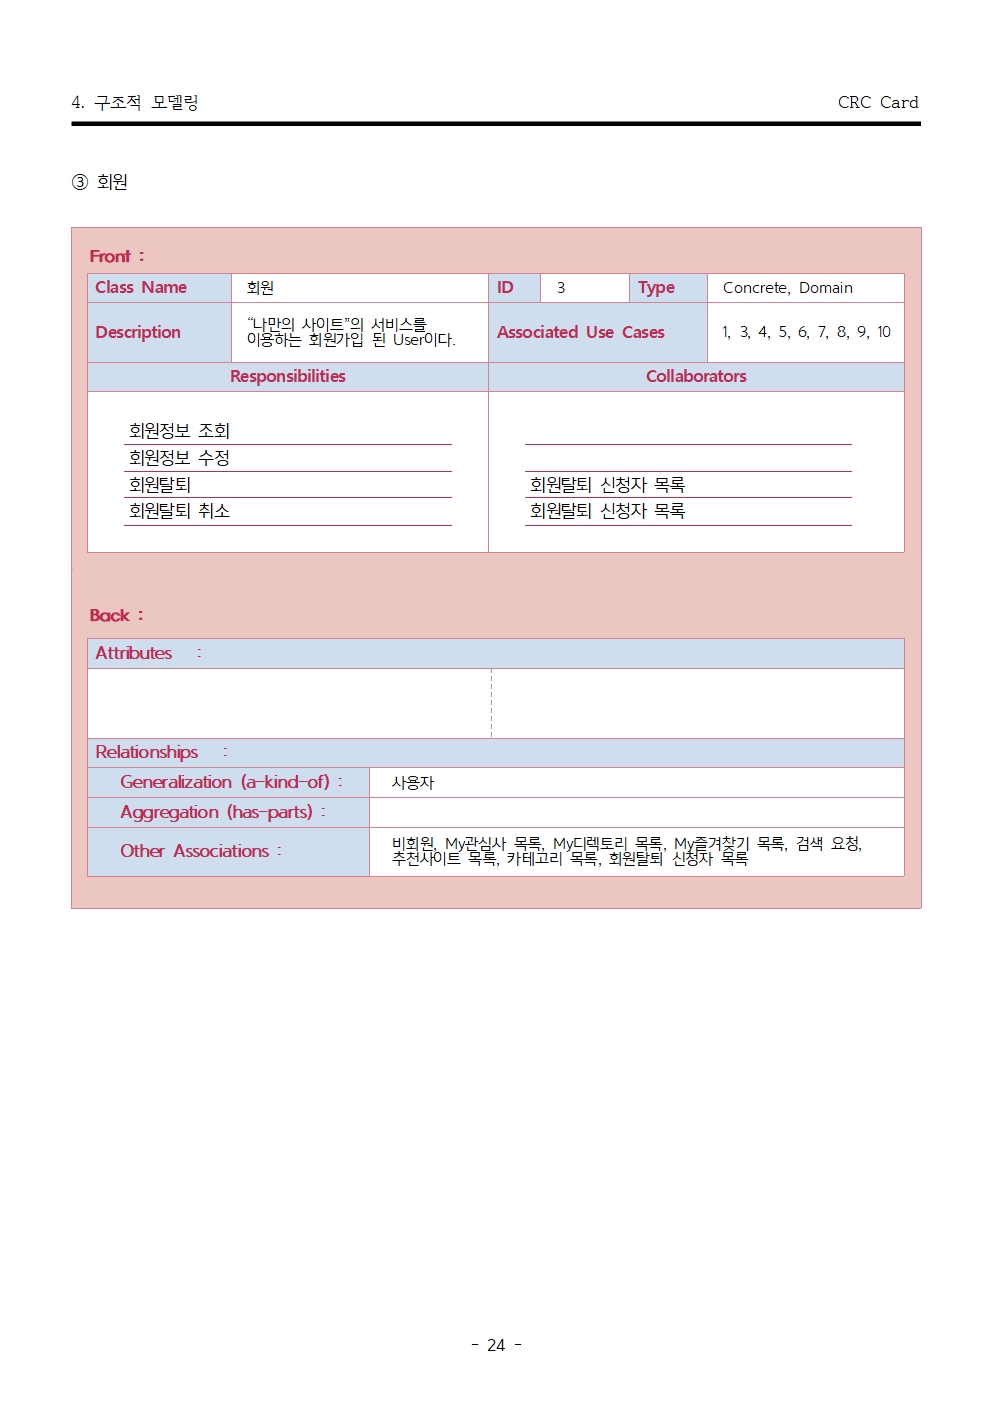 4. 구조적 모델링 CRC Card
③ 회원
Front :
Class Name 회원 ID 3 Type Concrete, Domain
Description “나만의 사이트”의 서비스를
이용하는 회원가입 된 User이다. Associated Use Cases 1, 3, 4, 5, 6, 7, 8, 9, 10
Responsibilities Collaborators
회원정보 조회
회원정보 수정
회원탈퇴 회원탈퇴 신청자 목록
회원탈퇴 취소 회원탈퇴 신청자 목록
Back :
Attributes :
Relationships :
Generalization (a-kind-of) : 사용자
Aggregation (has-parts) :
Other Associations : 비회원, My관심사 목록, My디렉토리 목록, My즐겨찾기 목록, 검색 요청,
추천사이트 목록, 카테고리 목록, 회원탈퇴 신청자 목록
- 24 -